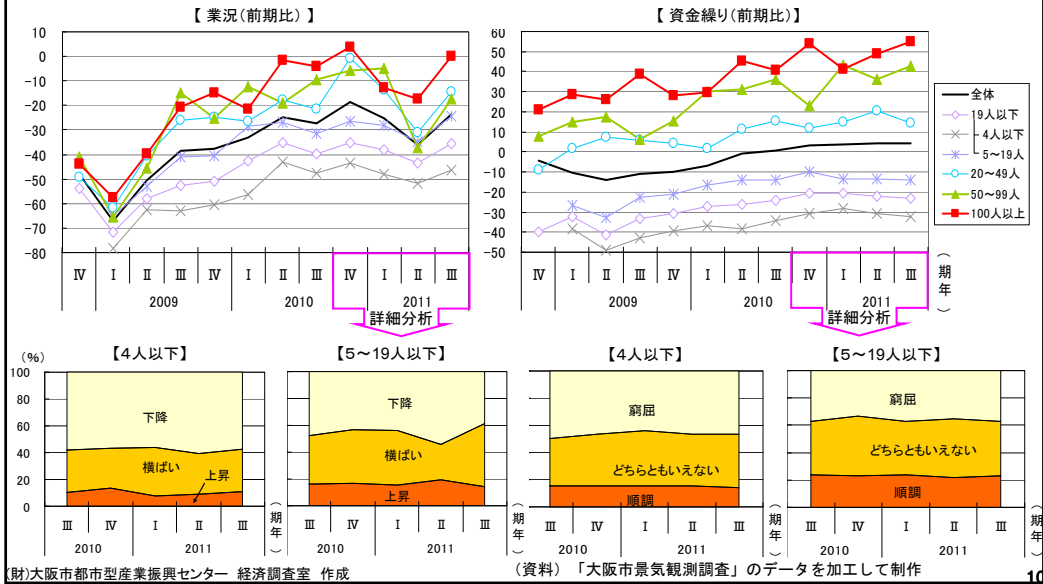 【 業況(前期比) 】
10
0
-10
-20
-30
-40
-50
-60
-70
-80
Ⅳ Ⅰ Ⅱ Ⅲ Ⅳ Ⅰ Ⅱ Ⅲ Ⅳ Ⅰ Ⅱ Ⅲ
2009 2010 2011
詳細分析
【 資金繰り(前期比) 】
60
50
40
30
20
10
0
-10
-20
-30
-40
-50
Ⅳ Ⅰ Ⅱ Ⅲ Ⅳ Ⅰ Ⅱ Ⅲ Ⅳ Ⅰ Ⅱ Ⅲ
2009 2010 2011
(期年)
詳細分析
全体
19人以下
-4人以下
-5~19人
20~49人
50~99人
100人以上
【4人以下】
(%)
100
80
60
40
20
0
下降
横ばい
上昇
Ⅲ Ⅳ Ⅰ Ⅱ Ⅲ
2010 2011
(期年)
【5~19人以下】
下降
横ばい
上昇
Ⅲ Ⅳ Ⅰ Ⅱ Ⅲ
2010 2011
(期年)
【4人以下】
窮屈
どちらともいえない
順調
Ⅲ Ⅳ Ⅰ Ⅱ Ⅲ
2010 2011
(期年)
【5~19人以下】
窮屈
どちらともいえない
順調
Ⅲ Ⅳ Ⅰ Ⅱ Ⅲ
2010 2011
(期年)
(財)大阪市都市型産業振興センター 経済調査室 作成
(資料) 「大阪市景気観測調査」のデータを加工して制作
10